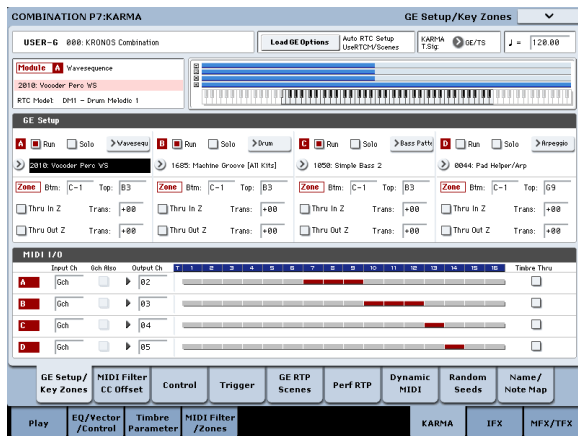 COMBINATION P7:KARMA GE Setup/Key Zones
USER-G 000: KRONOS Combination Load GE Options Auto RTC Setup UseRTCM/Scenes KARMA T.Sig: GE/TS ♩ = 120.00
Module A Wavesequence
2010: Vocoder Perc WS
RTC Model: DM1 - Drum Melodic 1
A B C D
GE Setup
A Run Solo Wavesequ B Run Solo Drum C Run Solo Bass Patte D Run Solo Arpeggio
2010: Vocoder Perc WS 1685: Machine Groove [All Kits] 1050: Simple Bass 2 0044: Pad Helper/Arp
Zone Btm: C-1 Top: B3 Zone Btm: C-1 Top: B3 Zone Btm: C-1 Top: B3 Zone Btm: C-1 Top: G9
Thru In Z Trans: +00 Thru In Z Trans: +00 Thru In Z Trans: +00 Thru In Z Trans: +00
Thru Out Z Trans: +00 Thru Out Z Trans: +00 Thru Out Z Trans: +00 Thru Out Z Trans: +00
MIDI I/O
Input Ch Gch Also Output Ch T 1 2 3 4 5 6 7 8 9 10 11 12 13 14 15 16 Timbre Thru
A Gch 02
B Gch 03
C Gch 04
D Gch 05
GE Setup/ Key Zones MIDI Filter CC Offset Control Trigger GE RTP Scenes Perf RTP Dynamic MIDI Random Seeds Name/ Note Map
Play EQ/Vector /Control Timbre Parameter MIDI Filter /Zones KARMA IFX MFX/TFX